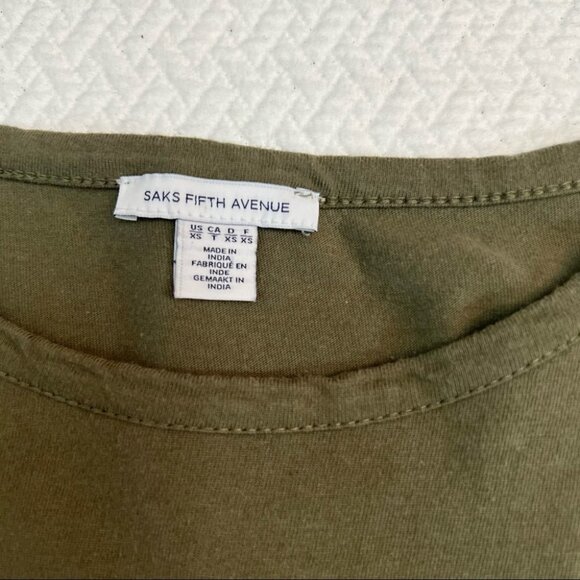 SAKS FIFTH AVENUE
US CA D F
XS T XS XS
MADE IN
INDIA
FABRIQUÉ EN
INDE
GEMAAKT IN
INDIA